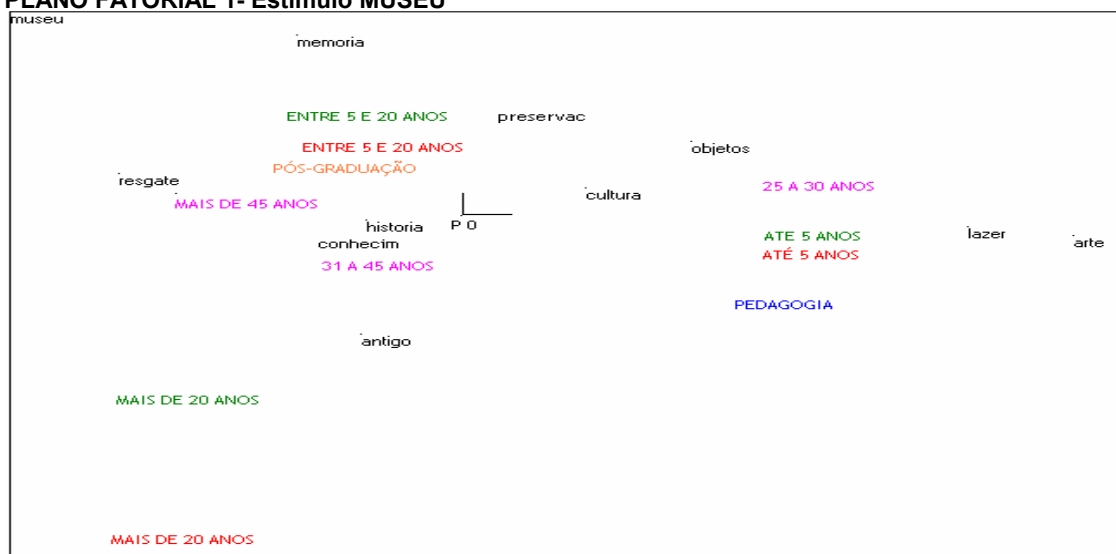 PLANO FATORIAL 1- Estímulo MUSEU
museu
memoria
ENTRE 5 E 20 ANOS
preservac
ENTRE 5 E 20 ANOS
objetos
PÓS-GRADUAÇÃO
resgate
25 A 30 ANOS
cultura
MAIS DE 45 ANOS
historia
P 0
lazer
ATE 5 ANOS
arte
conhecim
ATÉ 5 ANOS
31 A 45 ANOS
PEDAGOGIA
antigo
MAIS DE 20 ANOS
MAIS DE 20 ANOS